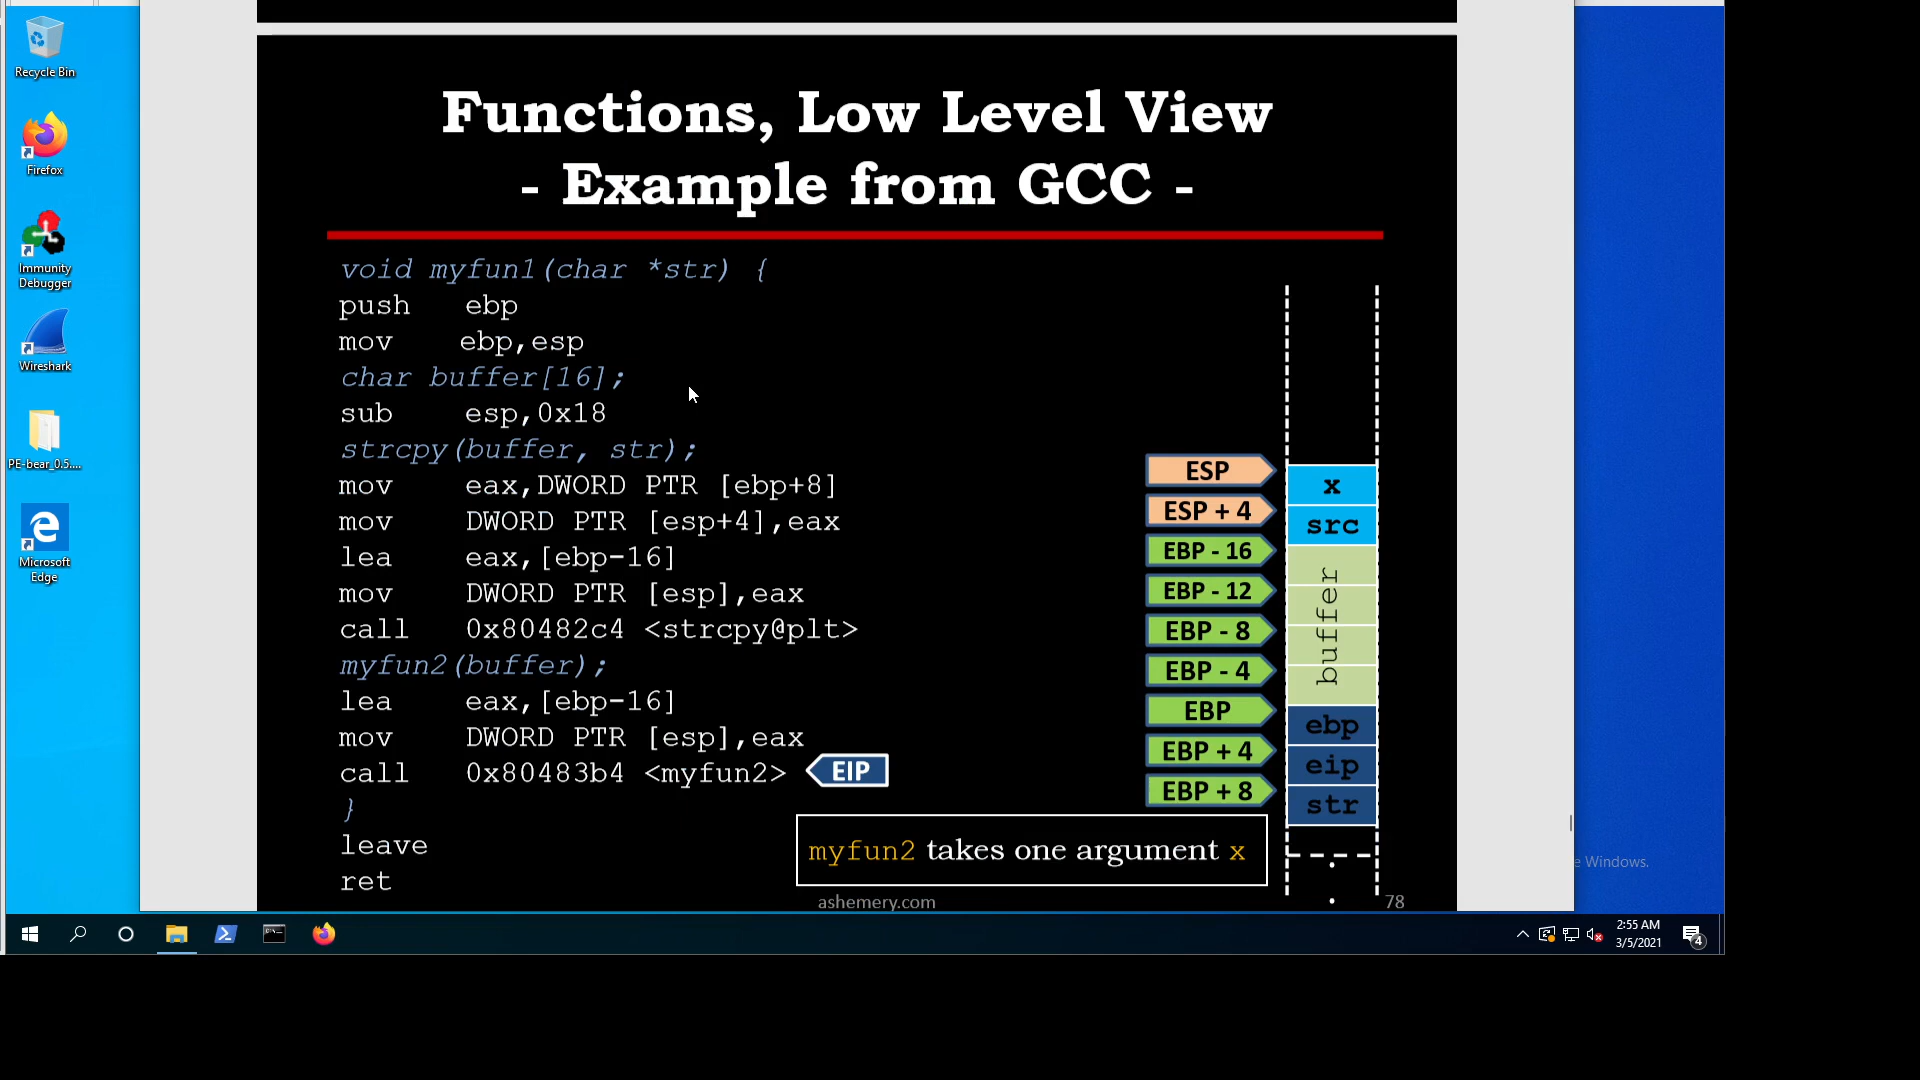 Recycle Bin
Firefox
Immunity
Debugger
Wireshark
PE-bear_0.5....
Microsoft
Edge
Functions, Low Level View
- Example from GCC -
void myfun1(char *str) {
push ebp
mov ebp,esp
char buffer[16];
sub esp,0x18
strcpy(buffer, str);
mov eax,DWORD PTR [ebp+8]
mov DWORD PTR [esp+4],eax
lea eax,[ebp-16]
mov DWORD PTR [esp],eax
call 0x80482c4 <strcpy@plt>
myfun2(buffer);
lea eax,[ebp-16]
mov DWORD PTR [esp],eax
call 0x80483b4 <myfun2>
EIP
}
leave
ret
ESP
ESP + 4
EBP - 16
EBP - 12
EBP - 8
EBP - 4
EBP
EBP + 4
EBP + 8
x
src
buffer
ebp
eip
str
myfun2 takes one argument x
ashemery.com
78
Windows.
2:55 AM
3/5/2021
4